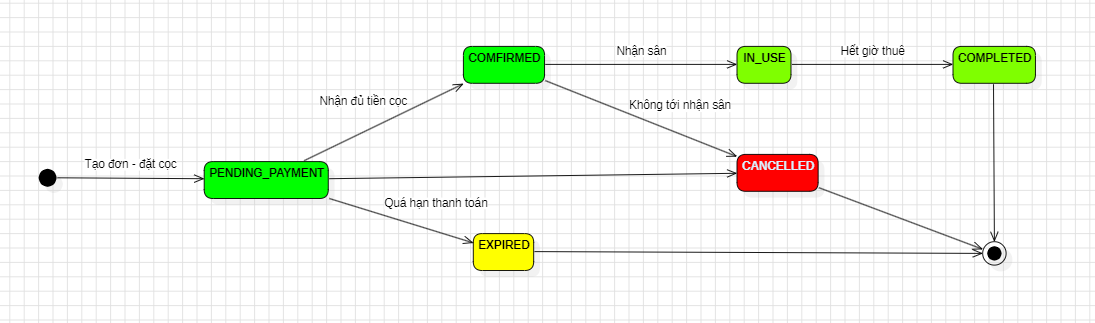 COMFIRMED
Nhận sân
IN_USE
Hết giờ thuê
COMPLETED
Nhận đủ tiền cọc
Không tới nhận sân
Tạo đơn - đặt cọc
PENDING_PAYMENT
CANCELLED
Quá hạn thanh toán
EXPIRED